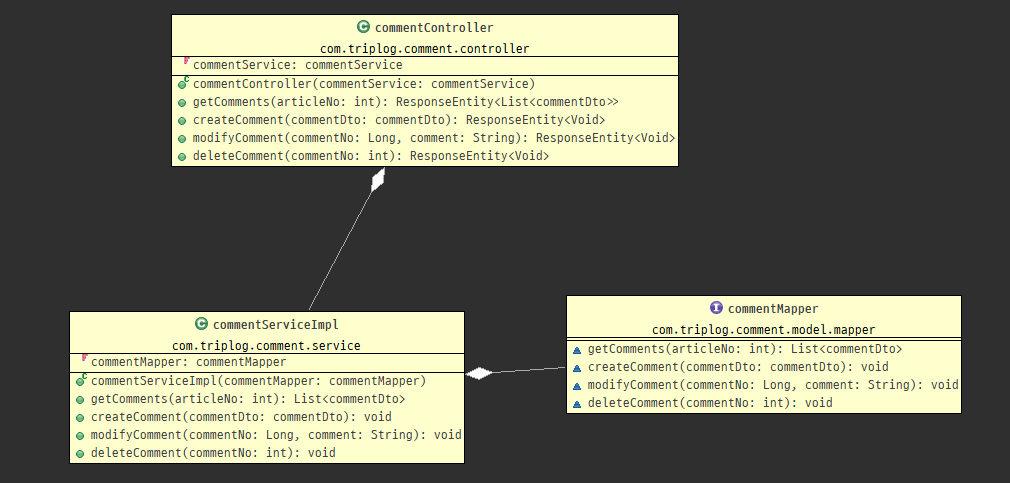 C commentController
com.triplog.comment.controller
F commentService: commentService
C commentController(commentService: commentService)
getComments(articleNo: int): ResponseEntity<List<commentDto>>
createComment(commentDto: commentDto): ResponseEntity<Void>
modifyComment(commentNo: Long, comment: String): ResponseEntity<Void>
deleteComment(commentNo: int): ResponseEntity<Void>
C commentServiceImpl
com.triplog.comment.service
F commentMapper: commentMapper
C commentServiceImpl(commentMapper: commentMapper)
getComments(articleNo: int): List<commentDto>
createComment(commentDto: commentDto): void
modifyComment(commentNo: Long, comment: String): void
deleteComment(commentNo: int): void
I commentMapper
com.triplog.comment.model.mapper
getComments(articleNo: int): List<commentDto>
createComment(commentDto: commentDto): void
modifyComment(commentNo: Long, comment: String): void
deleteComment(commentNo: int): void